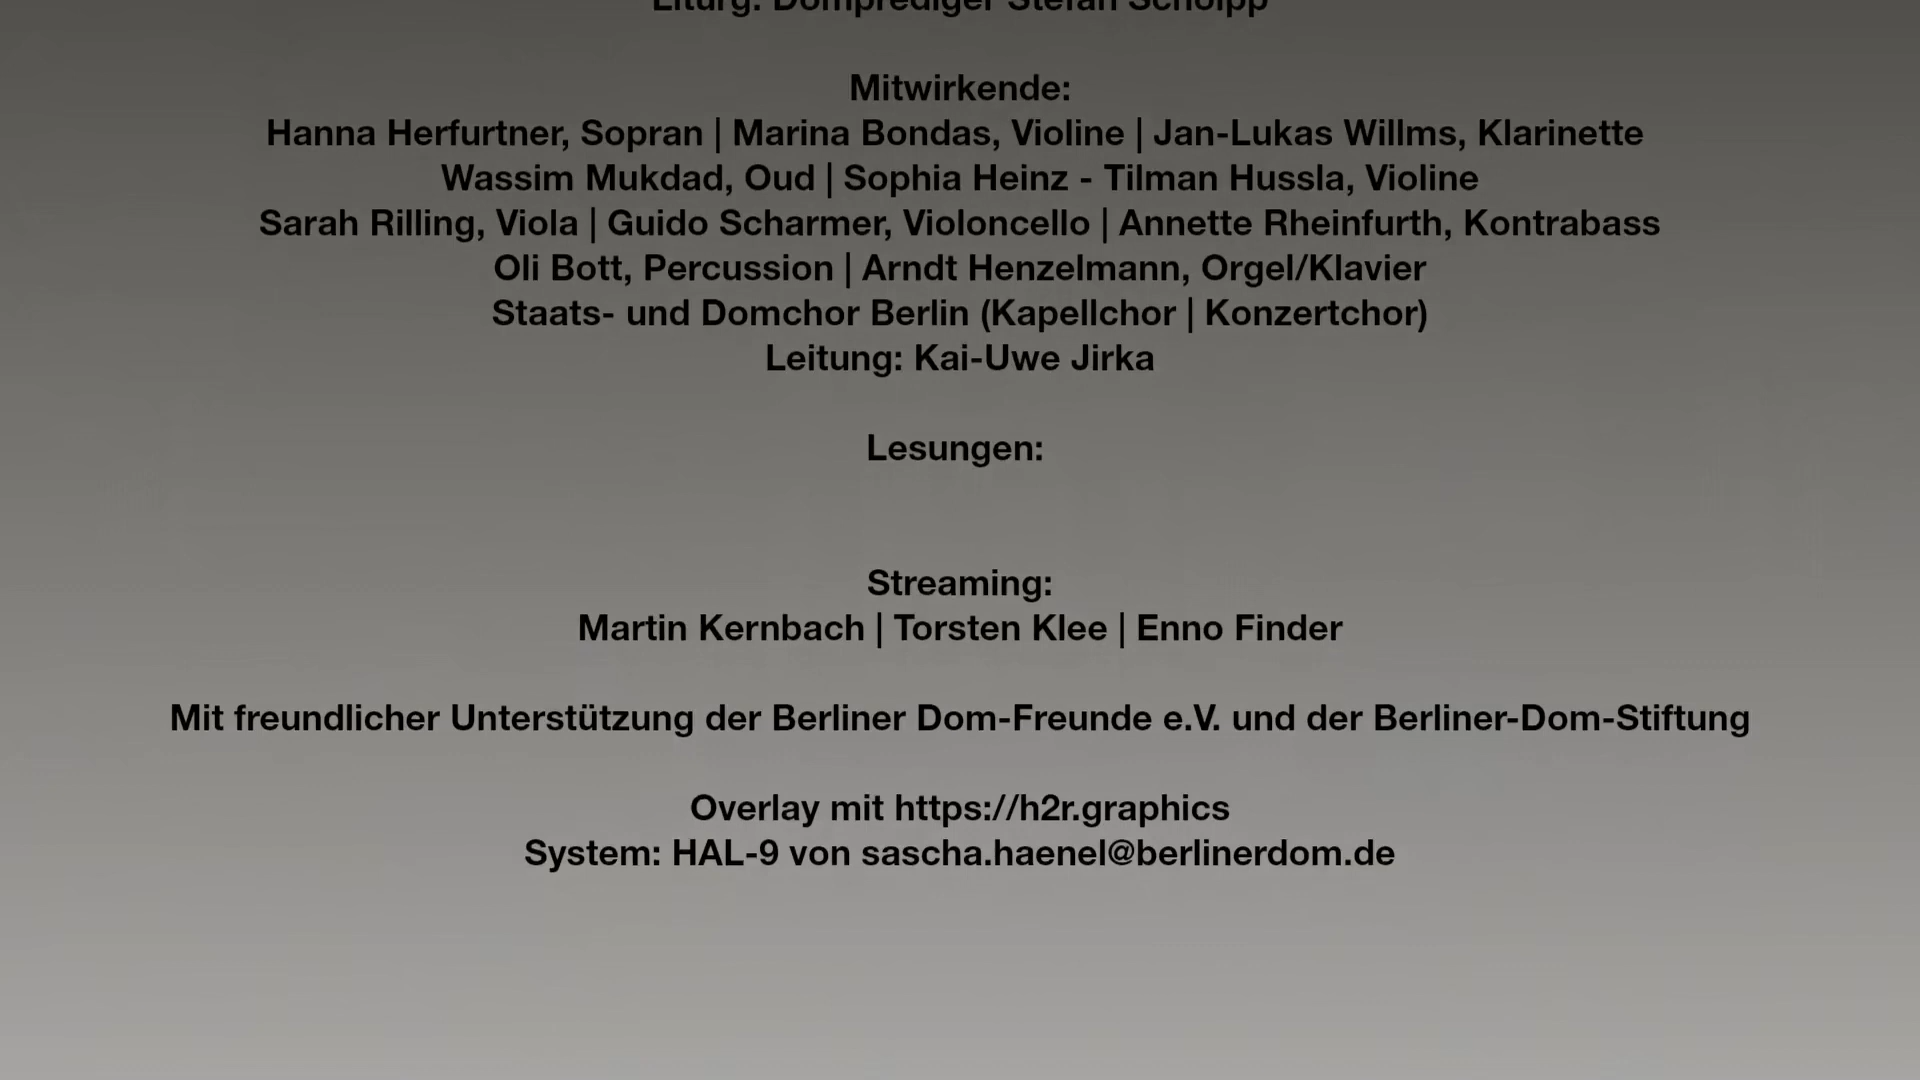 Liturg: Domprediger Stefan Scholpp
Mitwirkende:
Hanna Herfurtner, Sopran | Marina Bondas, Violine | Jan-Lukas Willms, Klarinette
Wassim Mukdad, Oud | Sophia Heinz - Tilman Hussla, Violine
Sarah Rilling, Viola | Guido Scharmer, Violoncello | Annette Rheinfurth, Kontrabass
Oli Bott, Percussion | Arndt Henzelmann, Orgel/Klavier
Staats- und Domchor Berlin (Kapellchor | Konzertchor)
Leitung: Kai-Uwe Jirka
Lesungen:
Streaming:
Martin Kernbach | Torsten Klee | Enno Finder
Mit freundlicher Unterstützung der Berliner Dom-Freunde e.V. und der Berliner-Dom-Stiftung
Overlay mit https://h2r.graphics
System: HAL-9 von sascha.haenel@berlinerdom.de